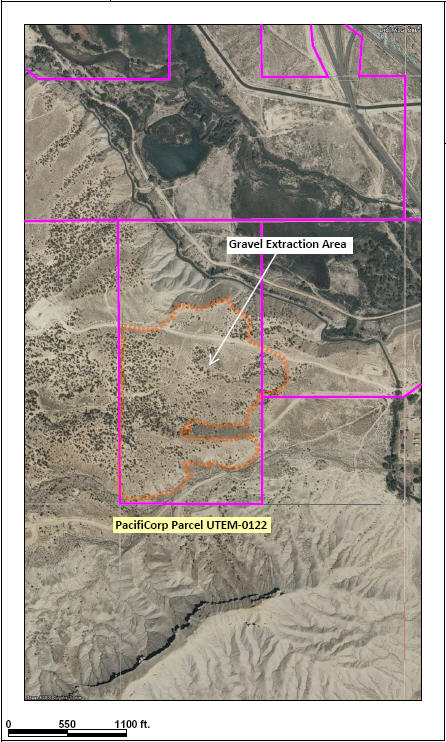 Gravel Extraction Area
PacifiCorp Parcel UTEM-0122
0 550 1100 ft.